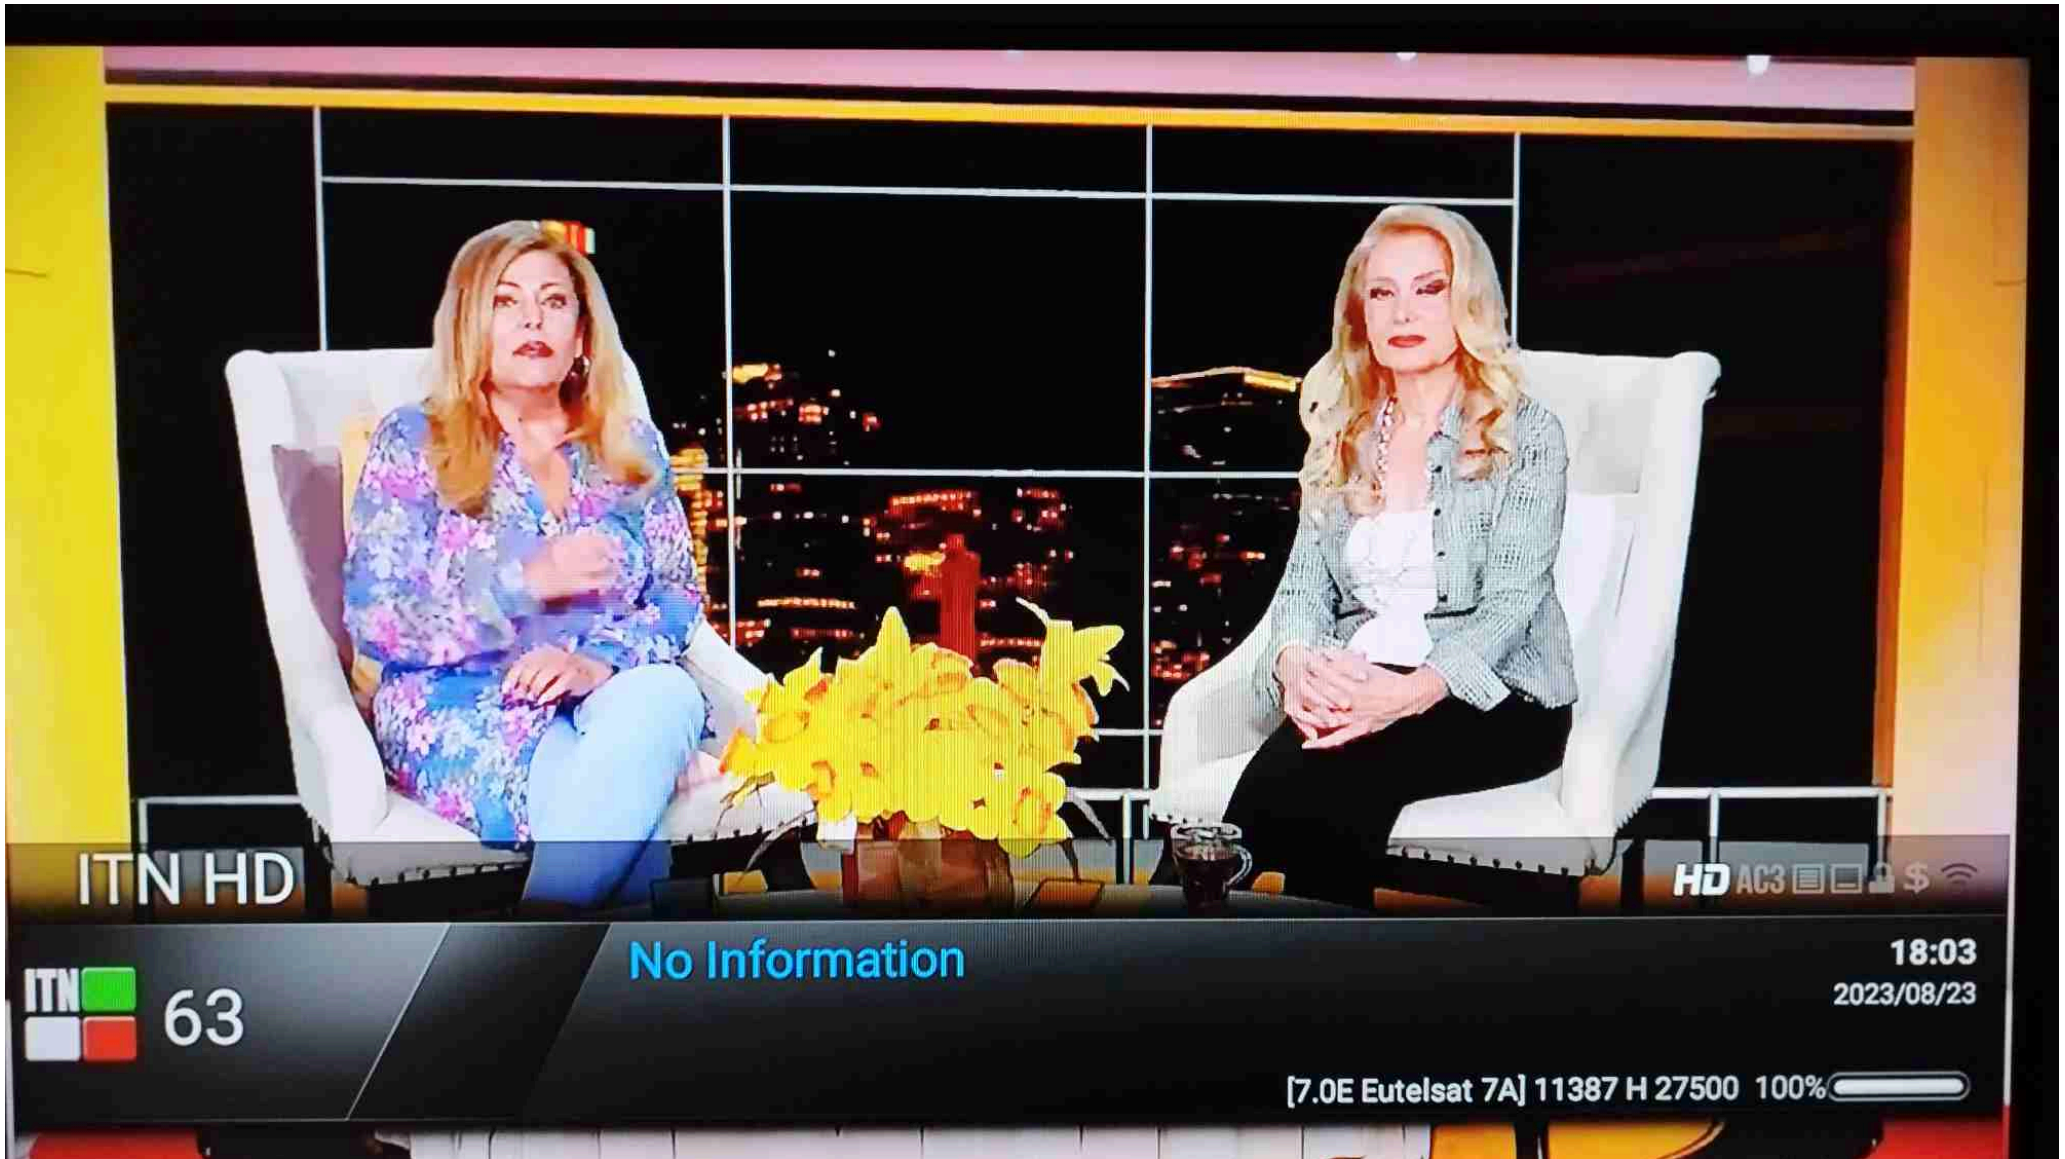 ITN HD
HD AC3 $
ITN
63
No Information
18:03
2023/08/23
[7.0E Eutelsat 7A] 11387 H 27500 100%